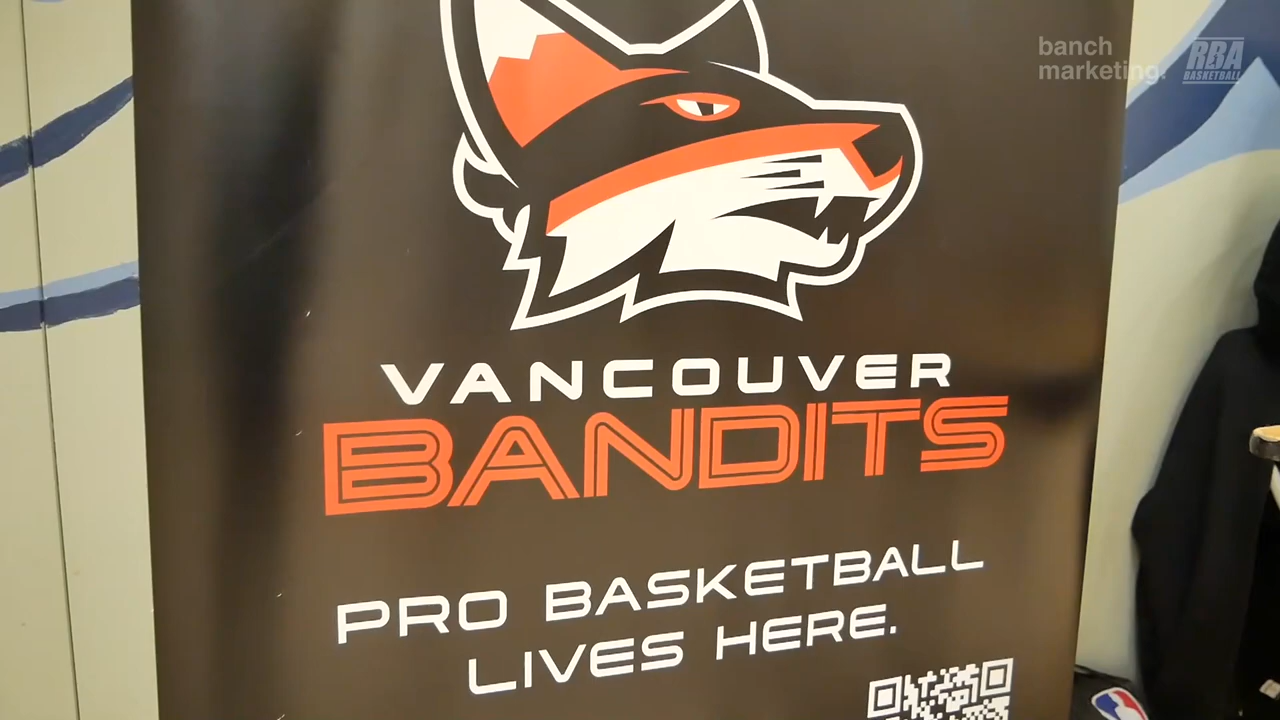 banch
marketing.
RBA
BASKETBALL
VANCOUVER
BANDITS
PRO BASKETBALL
LIVES HERE.